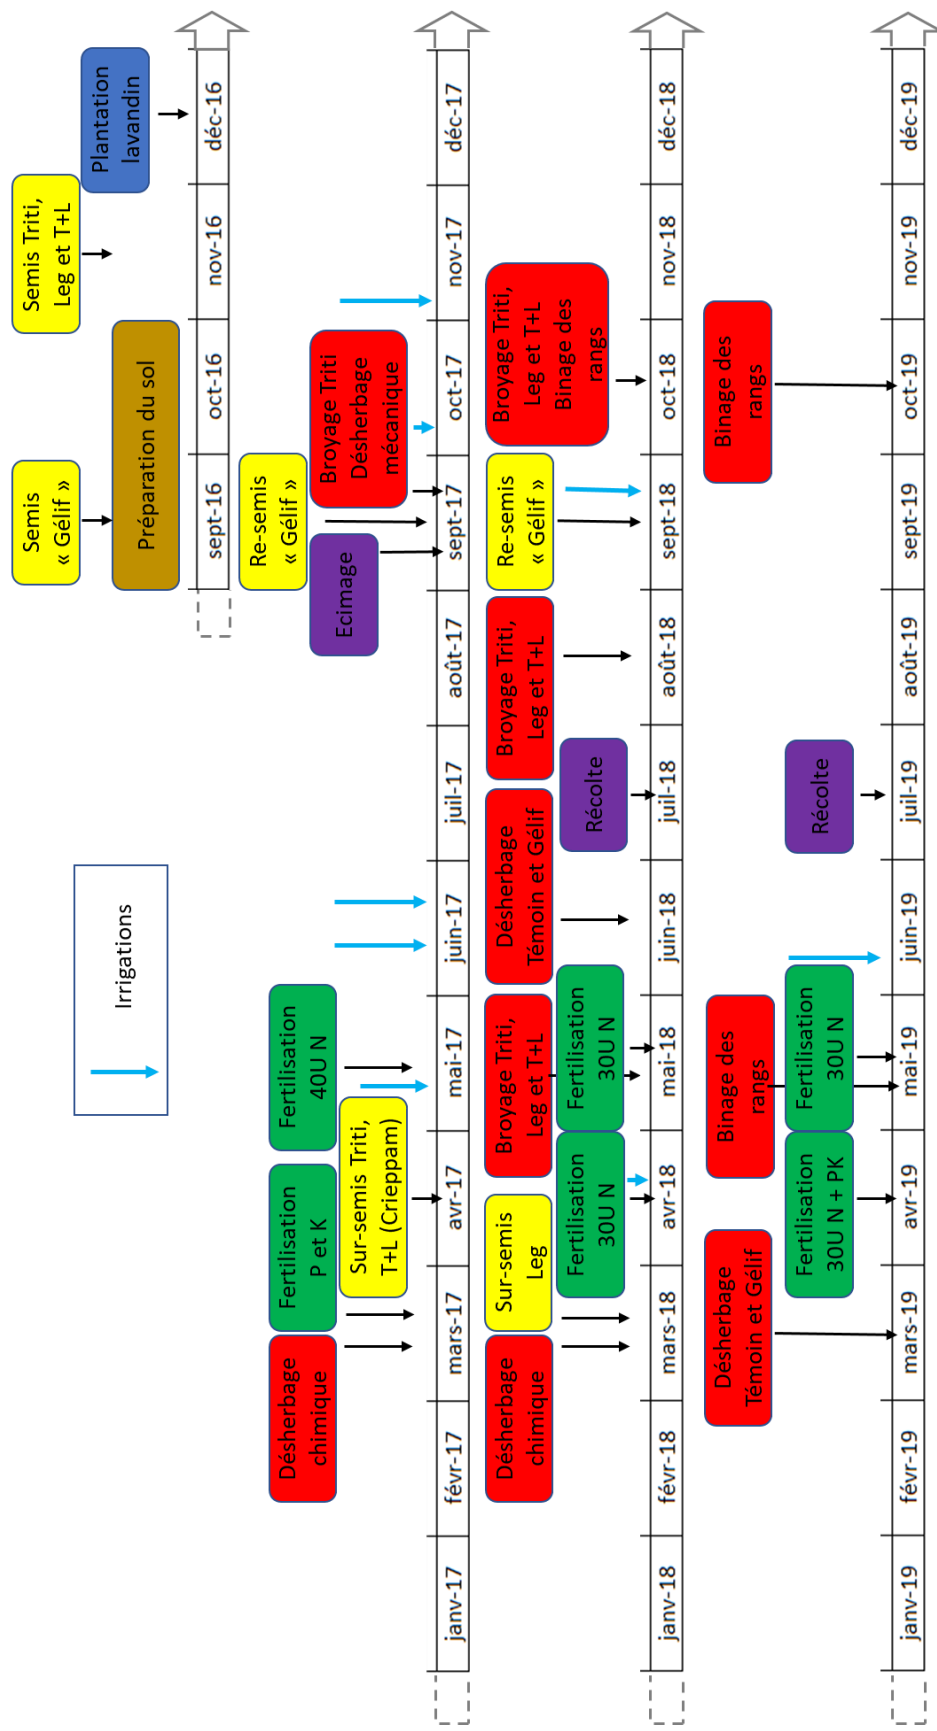 Semis
« Gélif »
Semis Triti,
Leg et T+L
Plantation
lavandin
Préparation du sol
sept-16
oct-16
nov-16
déc-16
Irrigations
Désherbage
chimique
Fertilisation
P et K
Fertilisation
40U N
Sur-semis Triti,
T+L (Crieppam)
Re-semis
« Gélif »
Ecimage
Broyage Triti
Désherbage
mécanique
janv-17
févr-17
mars-17
avr-17
mai-17
juin-17
juil-17
août-17
sept-17
oct-17
nov-17
déc-17
Désherbage
chimique
Sur-semis
Leg
Broyage Triti,
Leg et T+L
Désherbage
Témoin et Gélif
Broyage Triti,
Leg et T+L
Re-semis
« Gélif »
Broyage Triti,
Leg et T+L
Binage des
rangs
Fertilisation
30U N
Fertilisation
30U N
Récolte
janv-18
févr-18
mars-18
avr-18
mai-18
juin-18
juil-18
août-18
sept-18
oct-18
nov-18
déc-18
Désherbage
Témoin et Gélif
Binage des
rangs
Binage des
rangs
Fertilisation
30U N + PK
Fertilisation
30U N
Récolte
janv-19
févr-19
mars-19
avr-19
mai-19
juin-19
juil-19
août-19
sept-19
oct-19
nov-19
déc-19